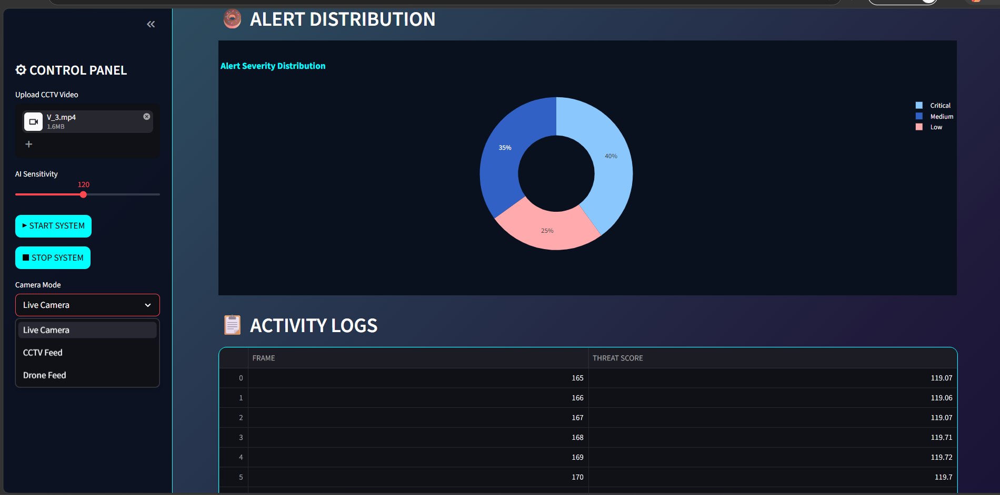 CONTROL PANEL
Upload CCTV Video
V_3.mp4
1.6MB
AI Sensitivity
120
START SYSTEM
STOP SYSTEM
Camera Mode
Live Camera
Live Camera
CCTV Feed
Drone Feed
ALERT DISTRIBUTION
Alert Severity Distribution
Critical
Medium
Low
35%
40%
25%
ACTIVITY LOGS
FRAME THREAT SCORE
0 165 119.07
1 166 119.06
2 167 119.07
3 168 119.71
4 169 119.72
5 170 119.7